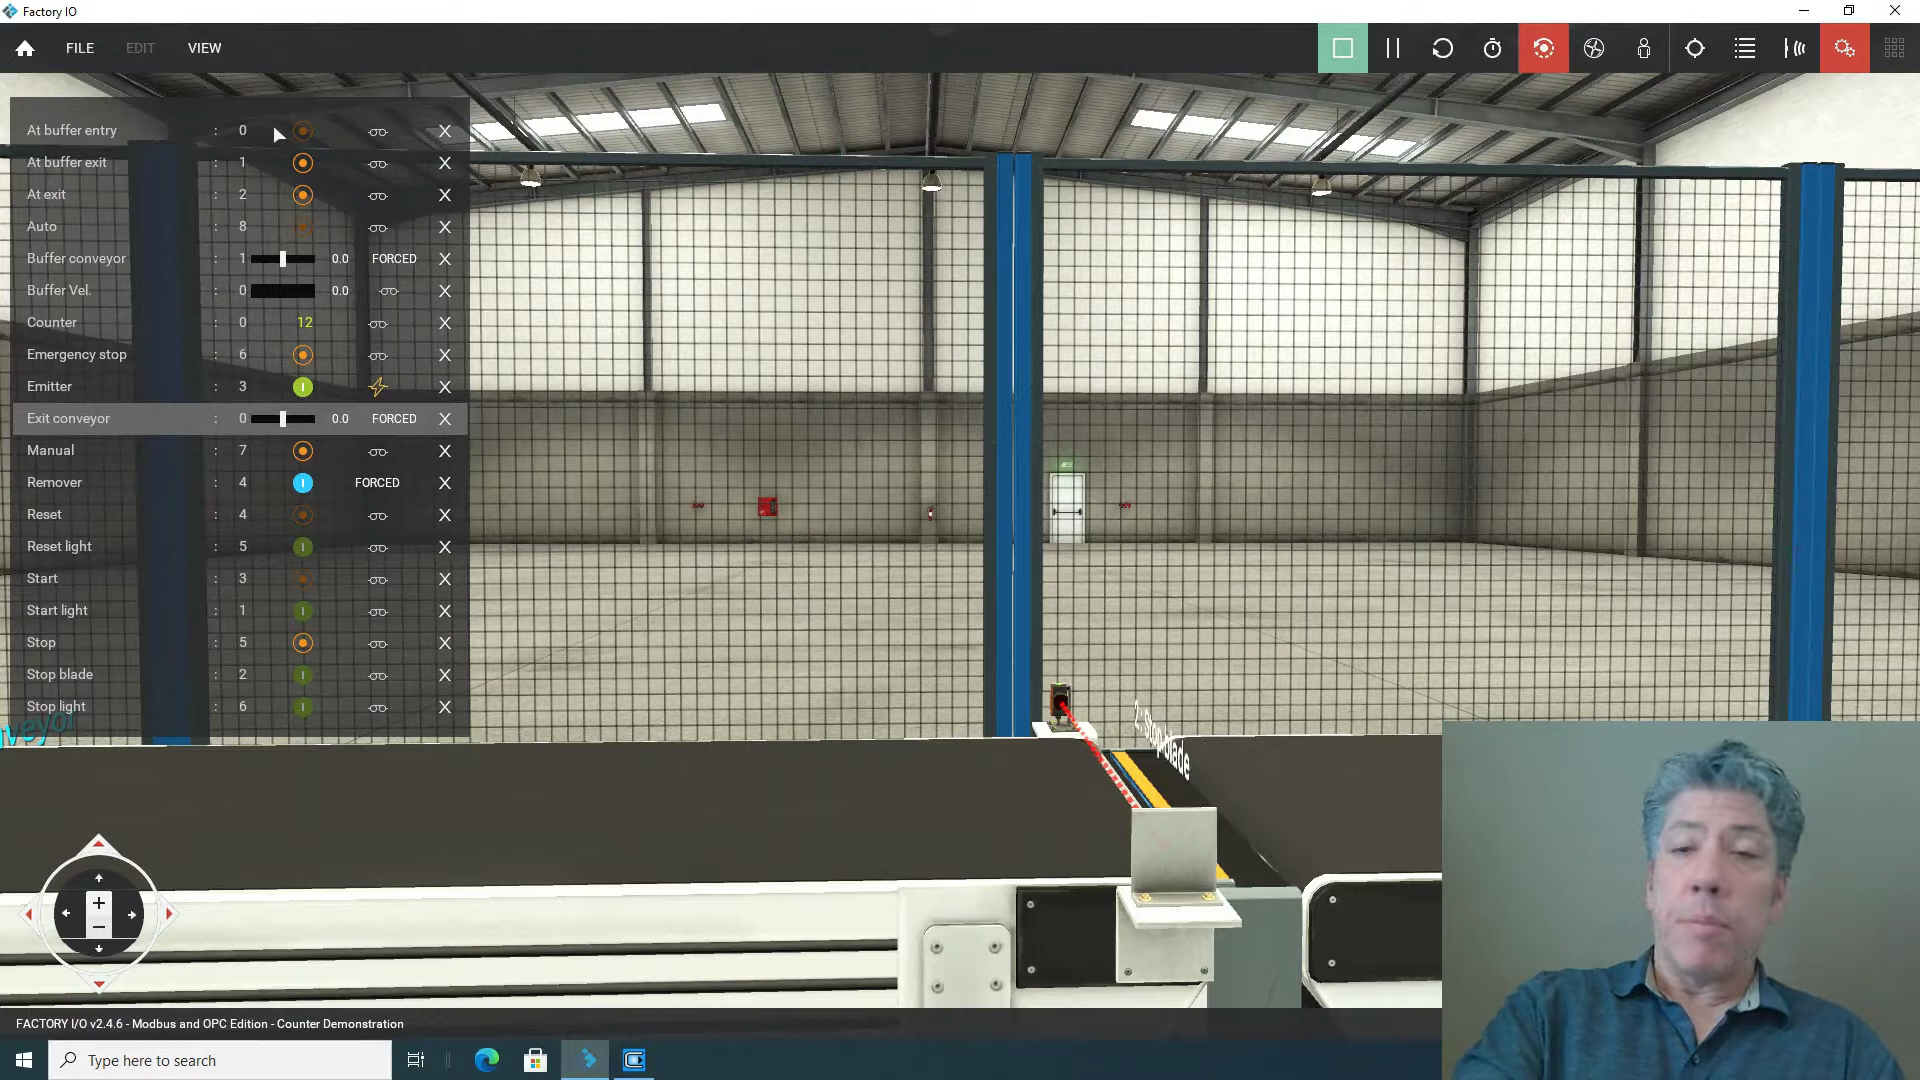 Factory IO
FILE EDIT VIEW
At buffer entry : 0 X
At buffer exit : 1 X
At exit : 2 X
Auto : 8 X
Buffer conveyor : 1 0.0 FORCED X
Buffer Vel. : 0 0.0 X
Counter : 0 12 X
Emergency stop : 6 X
Emitter : 3 X
Exit conveyor : 0 0.0 FORCED X
Manual : 7 X
Remover : 4 FORCED X
Reset : 4 X
Reset light : 5 X
Start : 3 X
Start light : 1 X
Stop : 5 X
Stop blade : 2 X
Stop light : 6 X
veyor
2 : Stop blade
FACTORY I/O v2.4.6 - Modbus and OPC Edition - Counter Demonstration
Type here to search